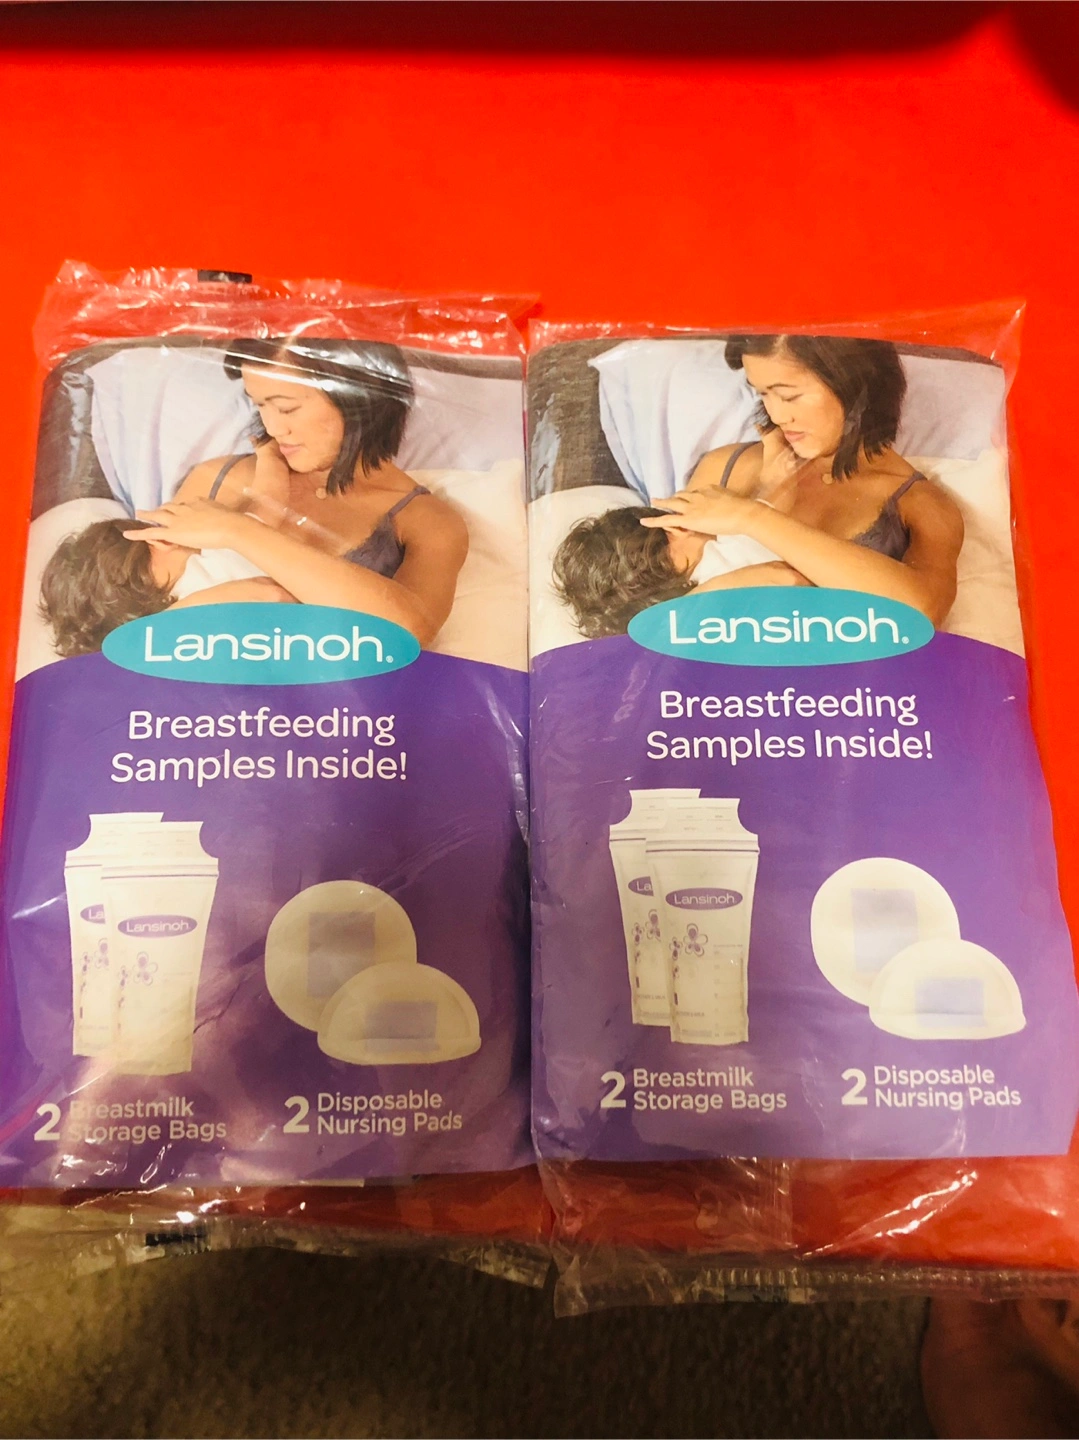 Lansinoh®
Breastfeeding
Samples Inside!
Lansinoh
2 Breastmilk
Storage Bags
2 Disposable
Nursing Pads
Lansinoh®
Breastfeeding
Samples Inside!
Lansinoh
2 Breastmilk
Storage Bags
2 Disposable
Nursing Pads